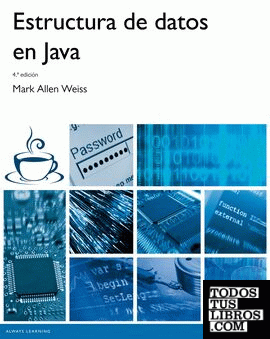 Estructura de datos
en Java
4.ª edición
Mark Allen Weiss
Password
function
external
var
begin
ALWAYS LEARNING
TODOS
TUS
LIBROS
.COM